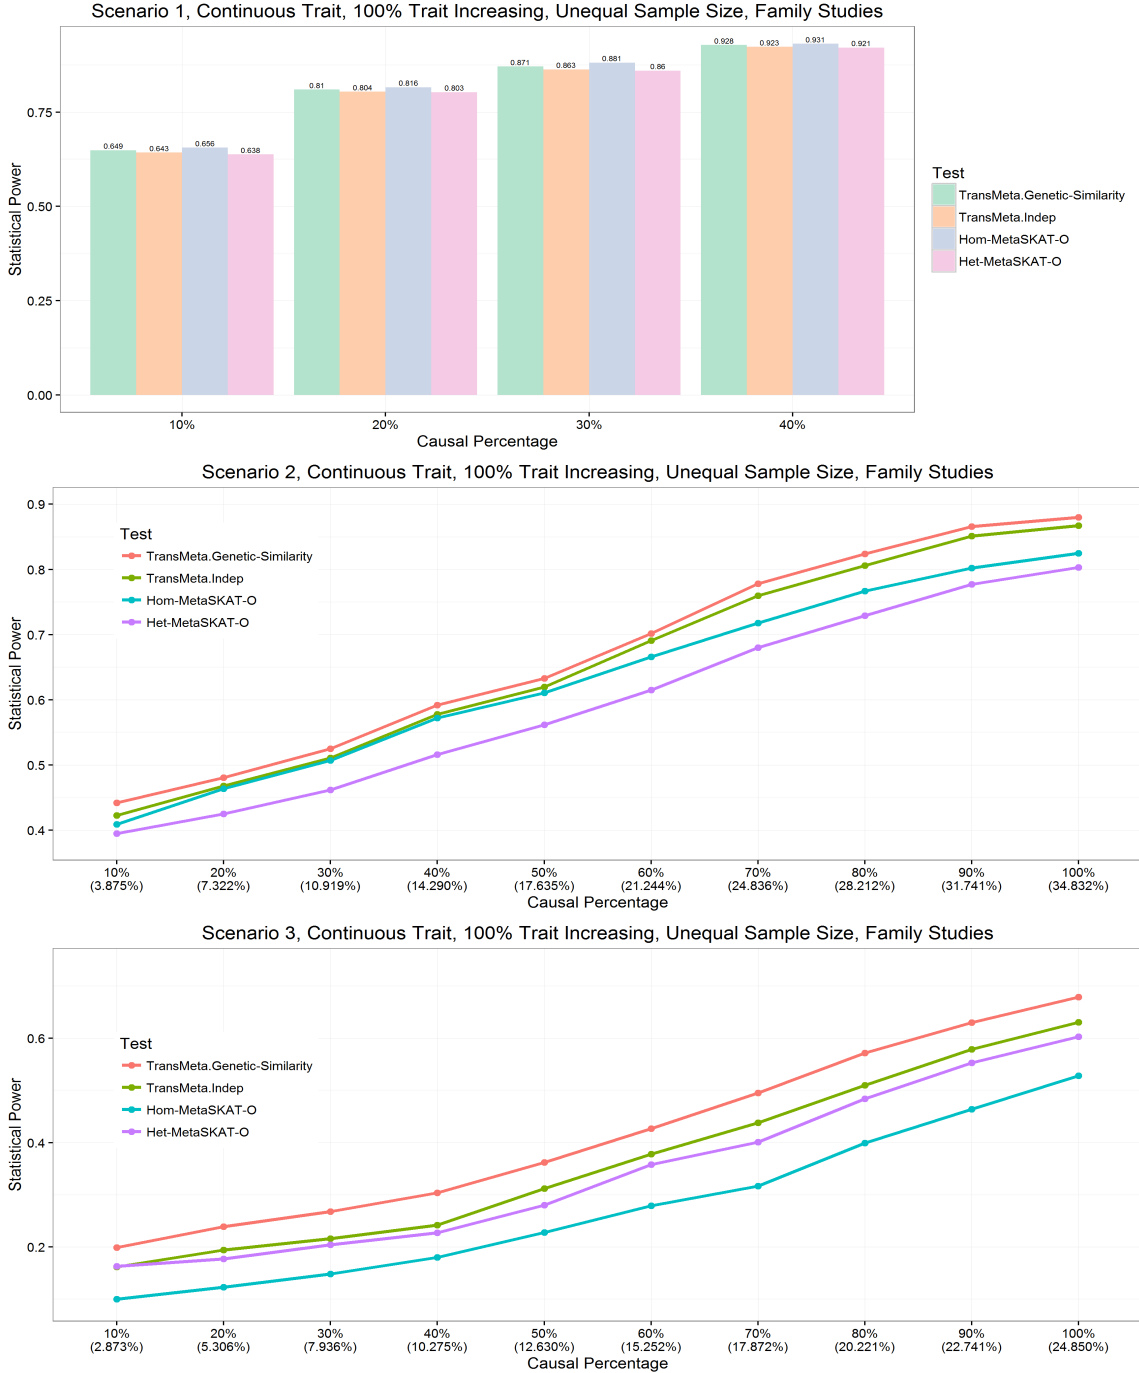 Scenario 1, Continuous Trait, 100% Trait Increasing, Unequal Sample Size, Family Studies
0.649 0.643 0.656 0.638 0.81 0.804 0.816 0.803 0.871 0.863 0.881 0.86 0.928 0.923 0.931 0.921
0.75
0.50
0.25
0.00
Statistical Power
10% 20% 30% 40%
Causal Percentage
Test
TransMeta.Genetic-Similarity
TransMeta.Indep
Hom-MetaSKAT-O
Het-MetaSKAT-O
Scenario 2, Continuous Trait, 100% Trait Increasing, Unequal Sample Size, Family Studies
0.9
0.8
0.7
0.6
0.5
0.4
Statistical Power
Test
TransMeta.Genetic-Similarity
TransMeta.Indep
Hom-MetaSKAT-O
Het-MetaSKAT-O
10% 20% 30% 40% 50% 60% 70% 80% 90% 100%
(3.875%) (7.322%) (10.919%) (14.290%) (17.635%) (21.244%) (24.836%) (28.212%) (31.741%) (34.832%)
Causal Percentage
Scenario 3, Continuous Trait, 100% Trait Increasing, Unequal Sample Size, Family Studies
0.6
0.4
0.2
Statistical Power
Test
TransMeta.Genetic-Similarity
TransMeta.Indep
Hom-MetaSKAT-O
Het-MetaSKAT-O
10% 20% 30% 40% 50% 60% 70% 80% 90% 100%
(2.873%) (5.306%) (7.936%) (10.275%) (12.630%) (15.252%) (17.872%) (20.221%) (22.741%) (24.850%)
Causal Percentage